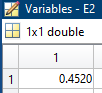 Variables - E2
1x1 double
1
1 0.4520